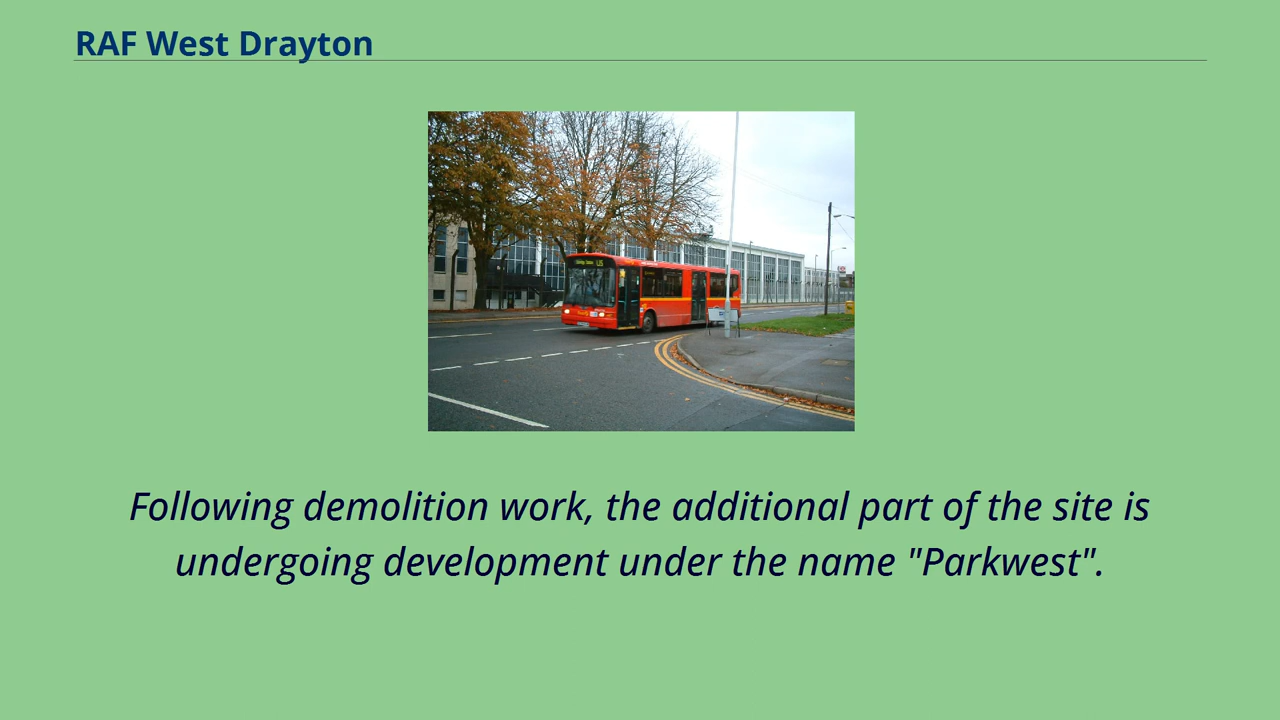 RAF West Drayton
U5
Following demolition work, the additional part of the site is
undergoing development under the name "Parkwest".